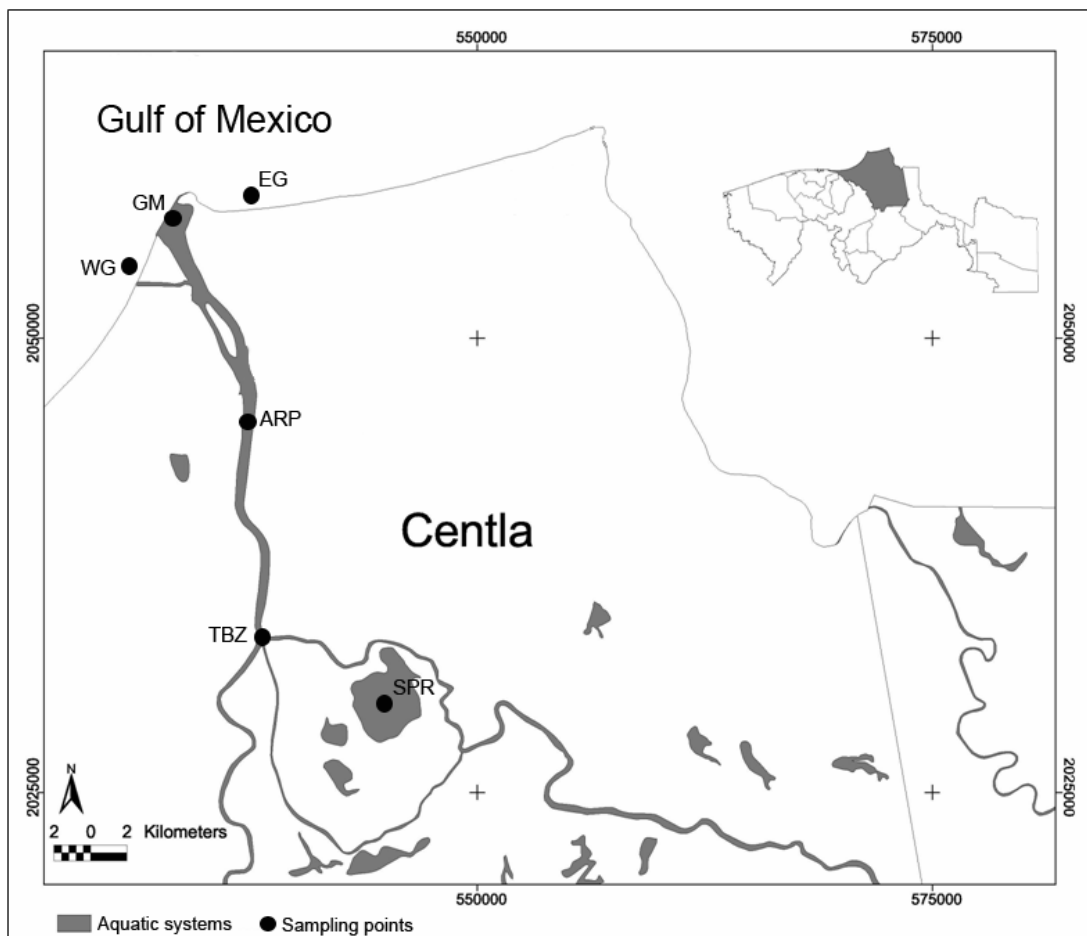 550000
575000
Gulf of Mexico
EG
GM
WG
2050000
2050000
ARP
Centla
TBZ
SPR
N
2025000
2025000
2 0 2 Kilometers
550000
575000
Aquatic systems
Sampling points